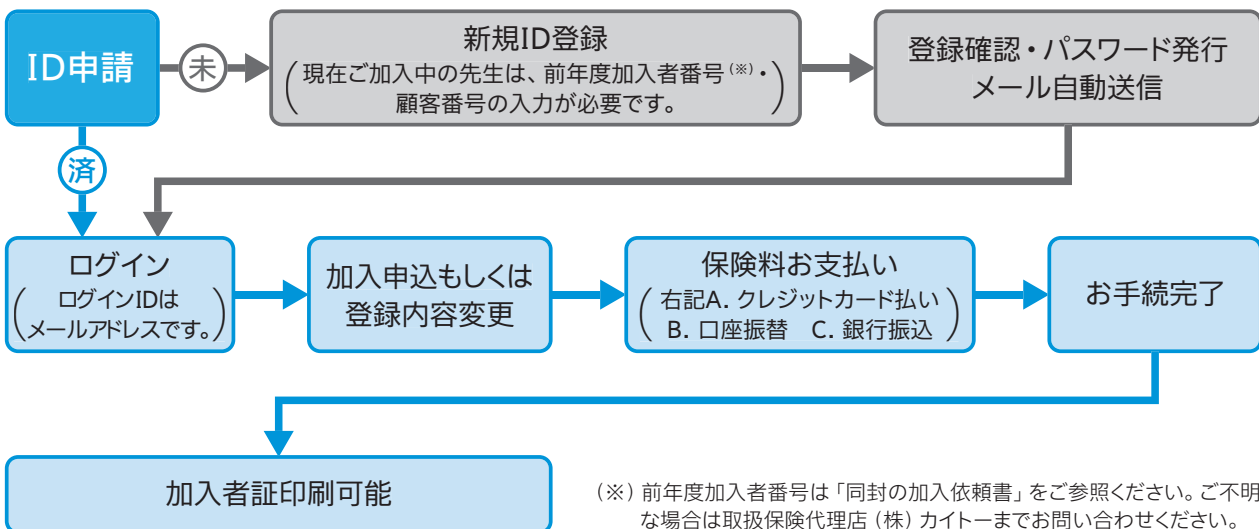 ID申請
未
新規ID登録
(現在ご加入中の先生は、前年度加入者番号(※)・
顧客番号の入力が必要です。)
登録確認・パスワード発行
メール自動送信
済
ログイン
(ログインIDは
メールアドレスです。)
加入申込もしくは
登録内容変更
保険料お支払い
(右記A. クレジットカード払い
B. 口座振替 C. 銀行振込)
お手続完了
加入者証印刷可能
(※) 前年度加入者番号は「同封の加入依頼書」をご参照ください。ご不明
な場合は取扱保険代理店(株)カイトーまでお問い合わせください。